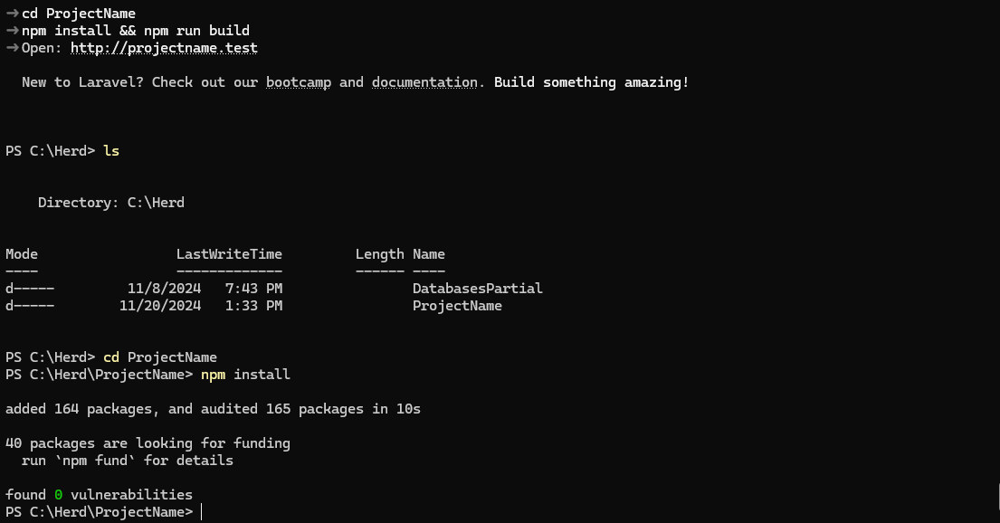 ➜ cd ProjectName
➜ npm install && npm run build
➜ Open: http://projectname.test
New to Laravel? Check out our bootcamp and documentation. Build something amazing!
PS C:\Herd> ls
Directory: C:\Herd
Mode                 LastWriteTime         Length Name
----                 -------------         ------ ----
d-----         11/8/2024   7:43 PM                DatabasesPartial
d-----        11/20/2024   1:33 PM                ProjectName
PS C:\Herd> cd ProjectName
PS C:\Herd\ProjectName> npm install
added 164 packages, and audited 165 packages in 10s
40 packages are looking for funding
run `npm fund` for details
found 0 vulnerabilities
PS C:\Herd\ProjectName>